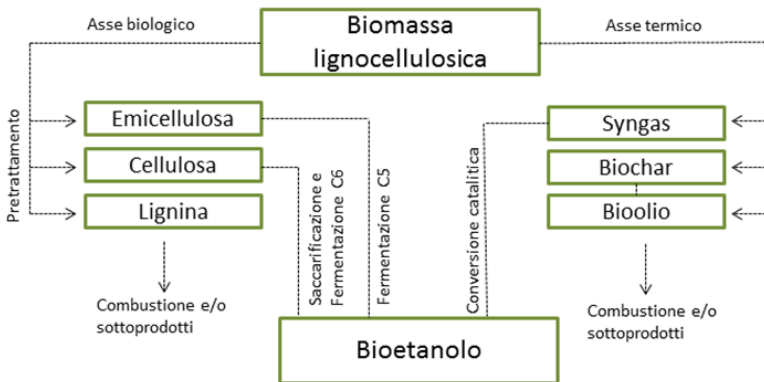 Asse biologico
Biomassa
lignocellulosica
Asse termico
Pretrattamento
Emicellulosa
Cellulosa
Lignina
Saccarificazione e
Fermentazione C6
Fermentazione C5
Conversione catalitica
Syngas
Biochar
Bioolio
Combustione e/o
sottoprodotti
Combustione e/o
sottoprodotti
Bioetanolo